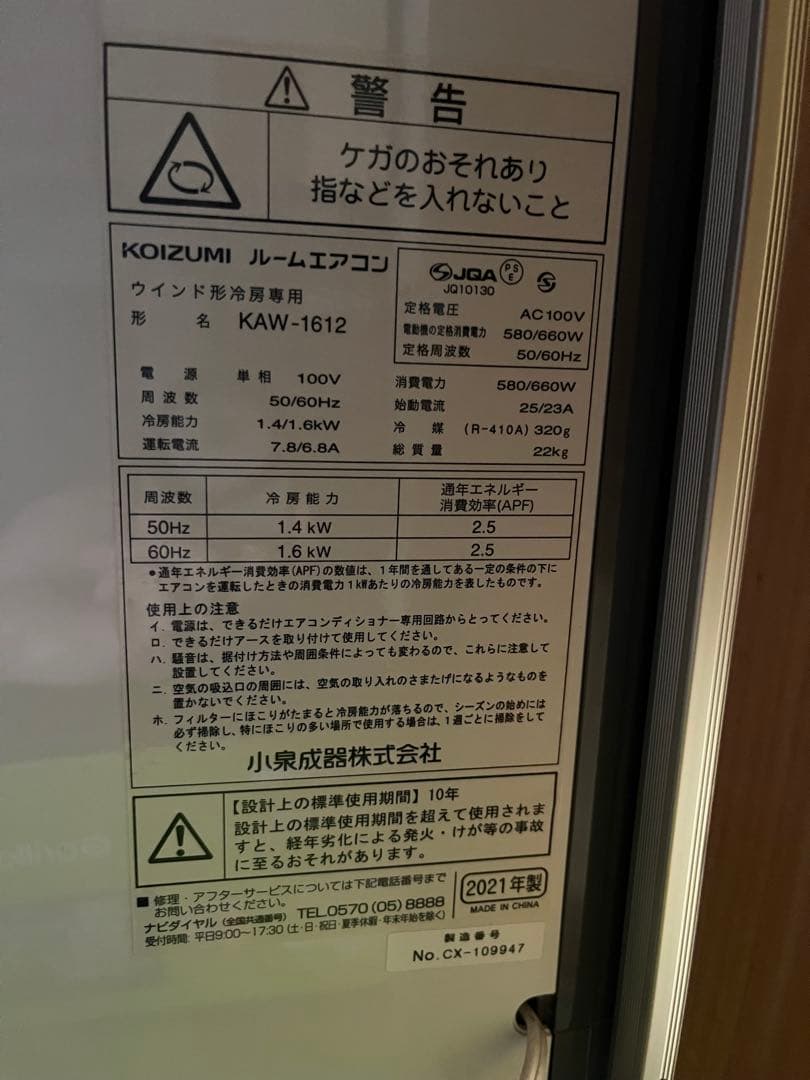 警告
ケガのおそれあり
指などを入れないこと
KOIZUMI ルームエアコン
ウインド形冷房専用
形名 KAW-1612
JQA PSE
JQ10130
定格電圧 AC100V
電動機の定格消費電力 580/660W
定格周波数 50/60Hz
電源 単相 100V
周波数 50/60Hz
冷房能力 1.4/1.6kW
運転電流 7.8/6.8A
消費電力 580/660W
始動電流 25/23A
冷媒 (R-410A) 320g
総質量 22kg
周波数 冷房能力 通年エネルギー消費効率(APF)
50Hz 1.4 kW 2.5
60Hz 1.6 kW 2.5
●通年エネルギー消費効率(APF)の数値は、1年間を通してある一定の条件の下に
エアコンを運転したときの消費電力1kWあたりの冷房能力を表したものです。
使用上の注意
イ. 電源は、できるだけエアコンディショナー専用回路からとってください。
ロ. できるだけアースを取り付けて使用してください。
ハ. 騒音は、据付け方法や周囲条件によっても変わるので、これらに注意して
設置してください。
ニ. 空気の吸込口の周囲には、空気の取り入れのさまたげになるようなものを
置かないでください。
ホ. フィルターにほこりがたまると冷房能力が落ちるので、シーズンの始めには
必ず掃除し、特にほこりの多い場所で使用する場合は、1週ごとに掃除をして
ください。
小泉成器株式会社
【設計上の標準使用期間】10年
設計上の標準使用期間を超えて使用されま
すと、経年劣化による発火・けが等の事故
に至るおそれがあります。
■修理・アフターサービスについては下記電話番号まで
お問い合わせください。
ナビダイヤル (全国共通番号) TEL.0570 (05) 8888
受付時間: 平日9:00~17:30 (土・日・祝日・夏季休暇・年末年始を除く)
2021年製
MADE IN CHINA
製造番号
No. CX-109947